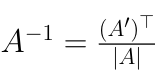 $A^{-1} = \frac{(A')^\top}{|A|}$